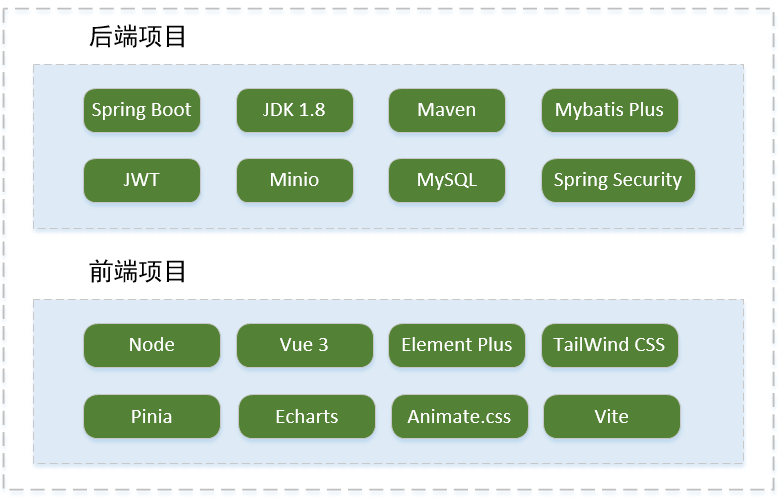 后端项目
Spring Boot JDK 1.8 Maven Mybatis Plus
JWT Minio MySQL Spring Security
前端项目
Node Vue 3 Element Plus TailWind CSS
Pinia Echarts Animate.css Vite